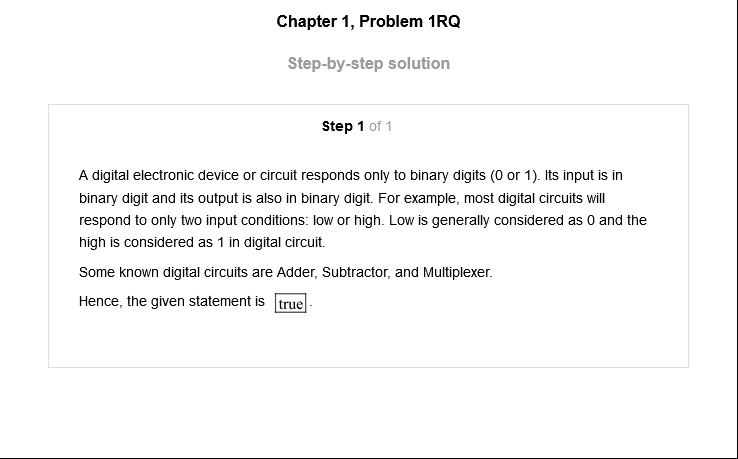 Chapter 1, Problem 1RQ
Step-by-step solution
Step 1 of 1
A digital electronic device or circuit responds only to binary digits (0 or 1). Its input is in
binary digit and its output is also in binary digit. For example, most digital circuits will
respond to only two input conditions: low or high. Low is generally considered as 0 and the
high is considered as 1 in digital circuit.
Some known digital circuits are Adder, Subtractor, and Multiplexer.
Hence, the given statement is true.